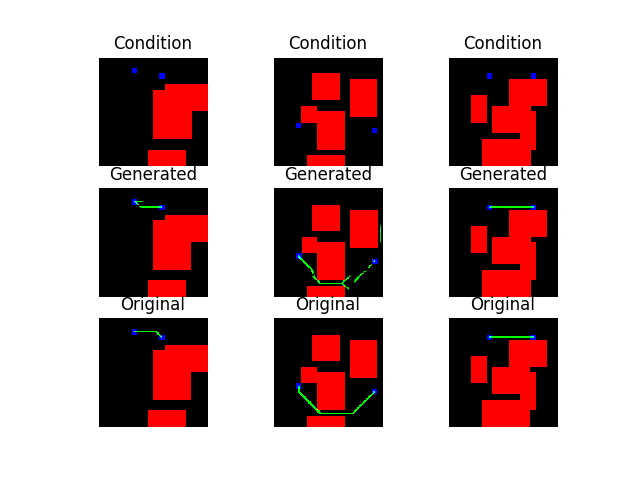 Condition Condition Condition
Generated Generated Generated
Original Original Original